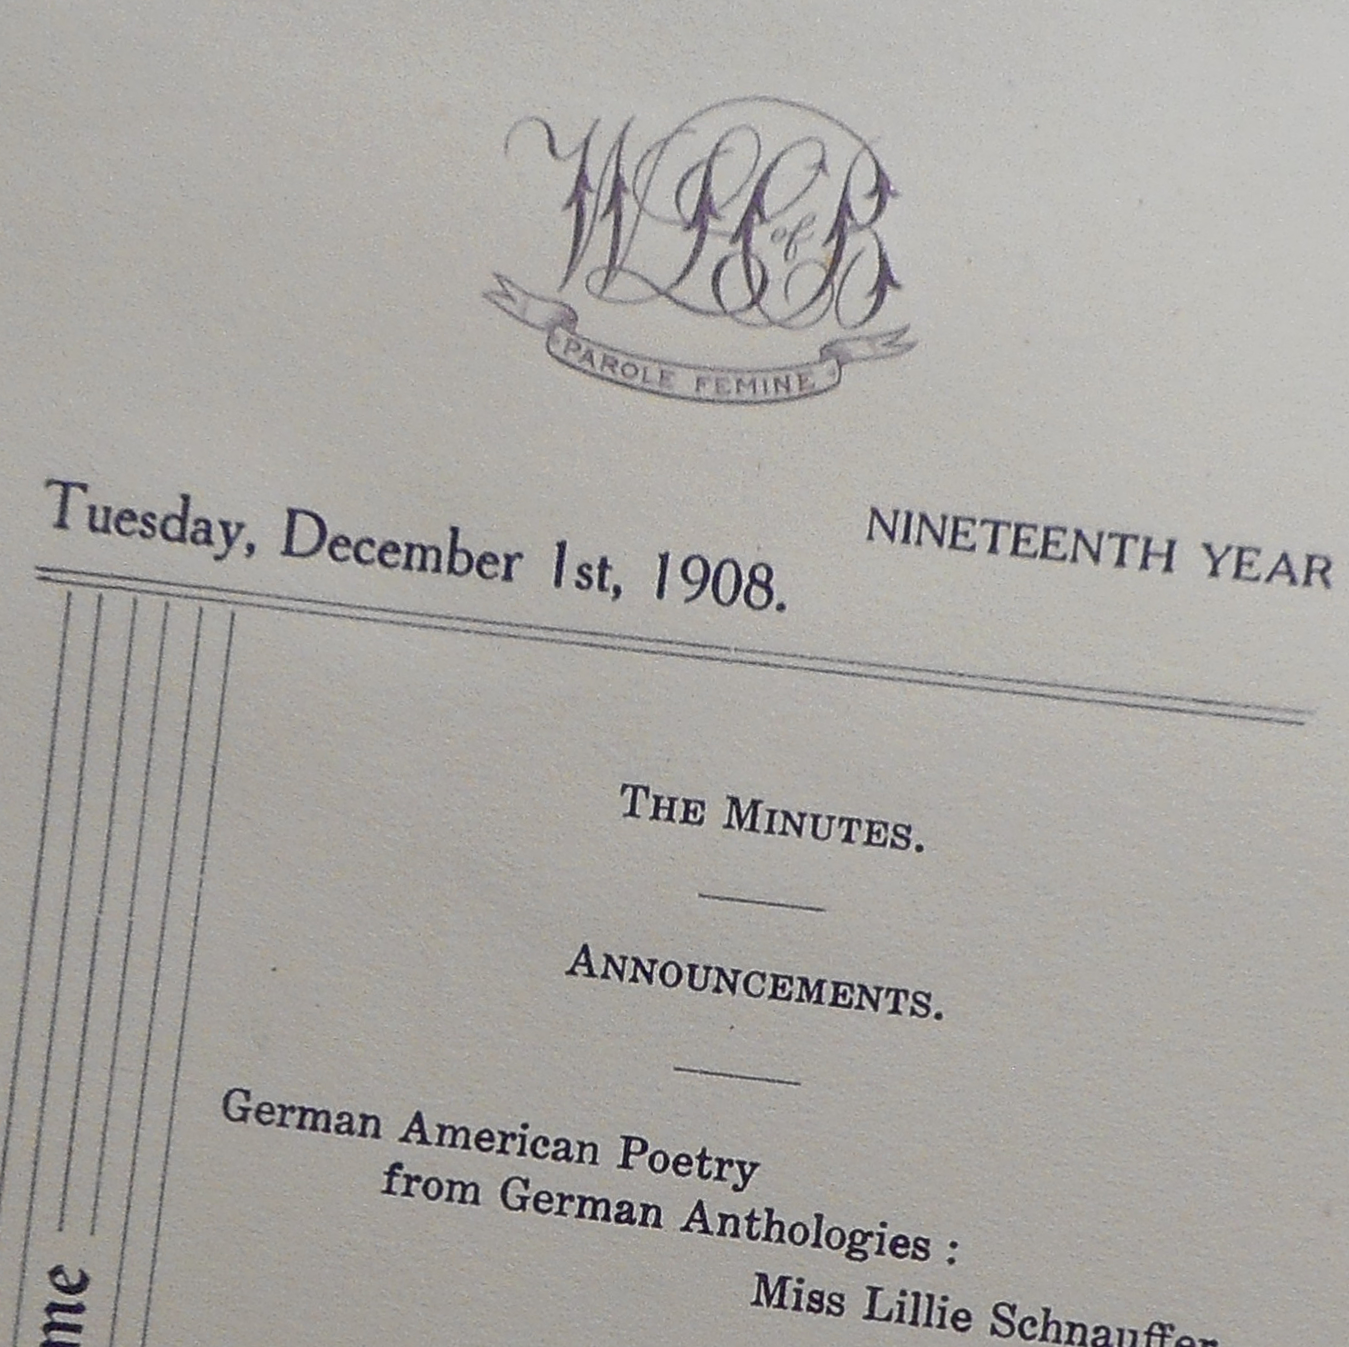 WLC of B
PAROLE FEMINE
Tuesday, December 1st, 1908.
NINETEENTH YEAR
THE MINUTES.
ANNOUNCEMENTS.
German American Poetry
from German Anthologies :
Miss Lillie Schnauffer
me